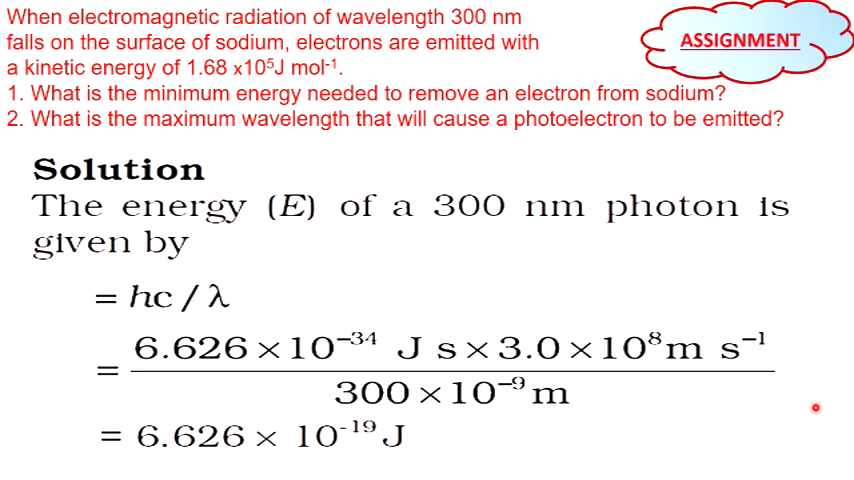 When electromagnetic radiation of wavelength 300 nm
falls on the surface of sodium, electrons are emitted with
a kinetic energy of 1.68 x10⁵J mol⁻¹.
ASSIGNMENT
1. What is the minimum energy needed to remove an electron from sodium?
2. What is the maximum wavelength that will cause a photoelectron to be emitted?
Solution
The energy (E) of a 300 nm photon is
given by
= hc / λ
6.626 × 10⁻³⁴ J s × 3.0 × 10⁸ m s⁻¹
=
300 × 10⁻⁹ m
= 6.626 × 10⁻¹⁹ J